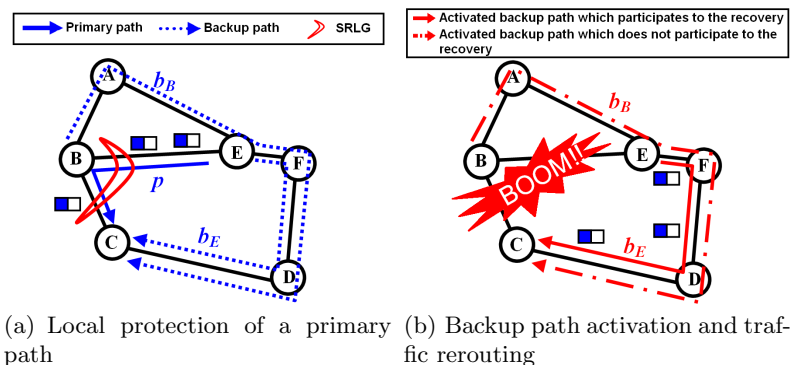 Primary path
Backup path
SRLG
A
b_B
B
E
F
p
b_E
C
D
(a) Local protection of a primary
path
Activated backup path which participates to the recovery
Activated backup path which does not participate to the
recovery
A
b_B
B
E
F
BOOM!!
C
b_E
D
(b) Backup path activation and traf-
fic rerouting